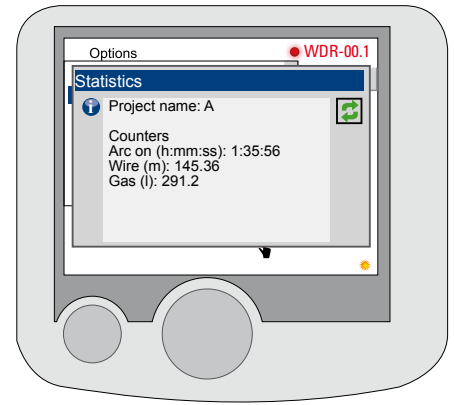 Options
WDR-00.1
Statistics
Project name: A
Counters
Arc on (h:mm:ss): 1:35:56
Wire (m): 145.36
Gas (l): 291.2